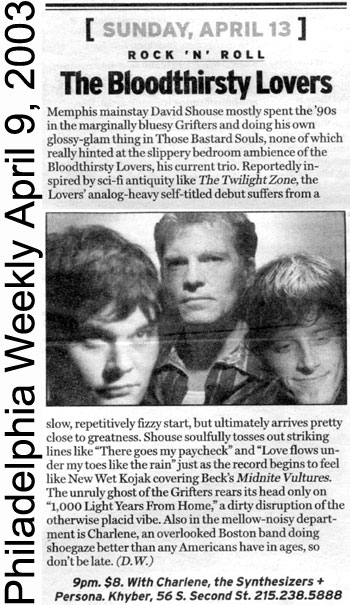 Philadelphia Weekly April 9, 2003
[ SUNDAY, APRIL 13 ]
ROCK 'N' ROLL
The Bloodthirsty Lovers
Memphis mainstay David Shouse mostly spent the '90s
in the marginally bluesy Grifters and doing his own
glossy-glam thing in Those Bastard Souls, none of which
really hinted at the slippery bedroom ambience of the
Bloodthirsty Lovers, his current trio. Reportedly in-
spired by sci-fi antiquity like The Twilight Zone, the
Lovers' analog-heavy self-titled debut suffers from a
slow, repetitively fizzy start, but ultimately arrives pretty
close to greatness. Shouse soulfully tosses out striking
lines like "There goes my paycheck" and "Love flows un-
der my toes like the rain" just as the record begins to feel
like New Wet Kojak covering Beck's Midnite Vultures.
The unruly ghost of the Grifters rears its head only on
"1,000 Light Years From Home," a dirty disruption of the
otherwise placid vibe. Also in the mellow-noisy depart-
ment is Charlene, an overlooked Boston band doing
shoegaze better than any Americans have in ages, so
don't be late. (D.W.)
9pm. $8. With Charlene, the Synthesizers +
Persona. Khyber, 56 S. Second St. 215.238.5888